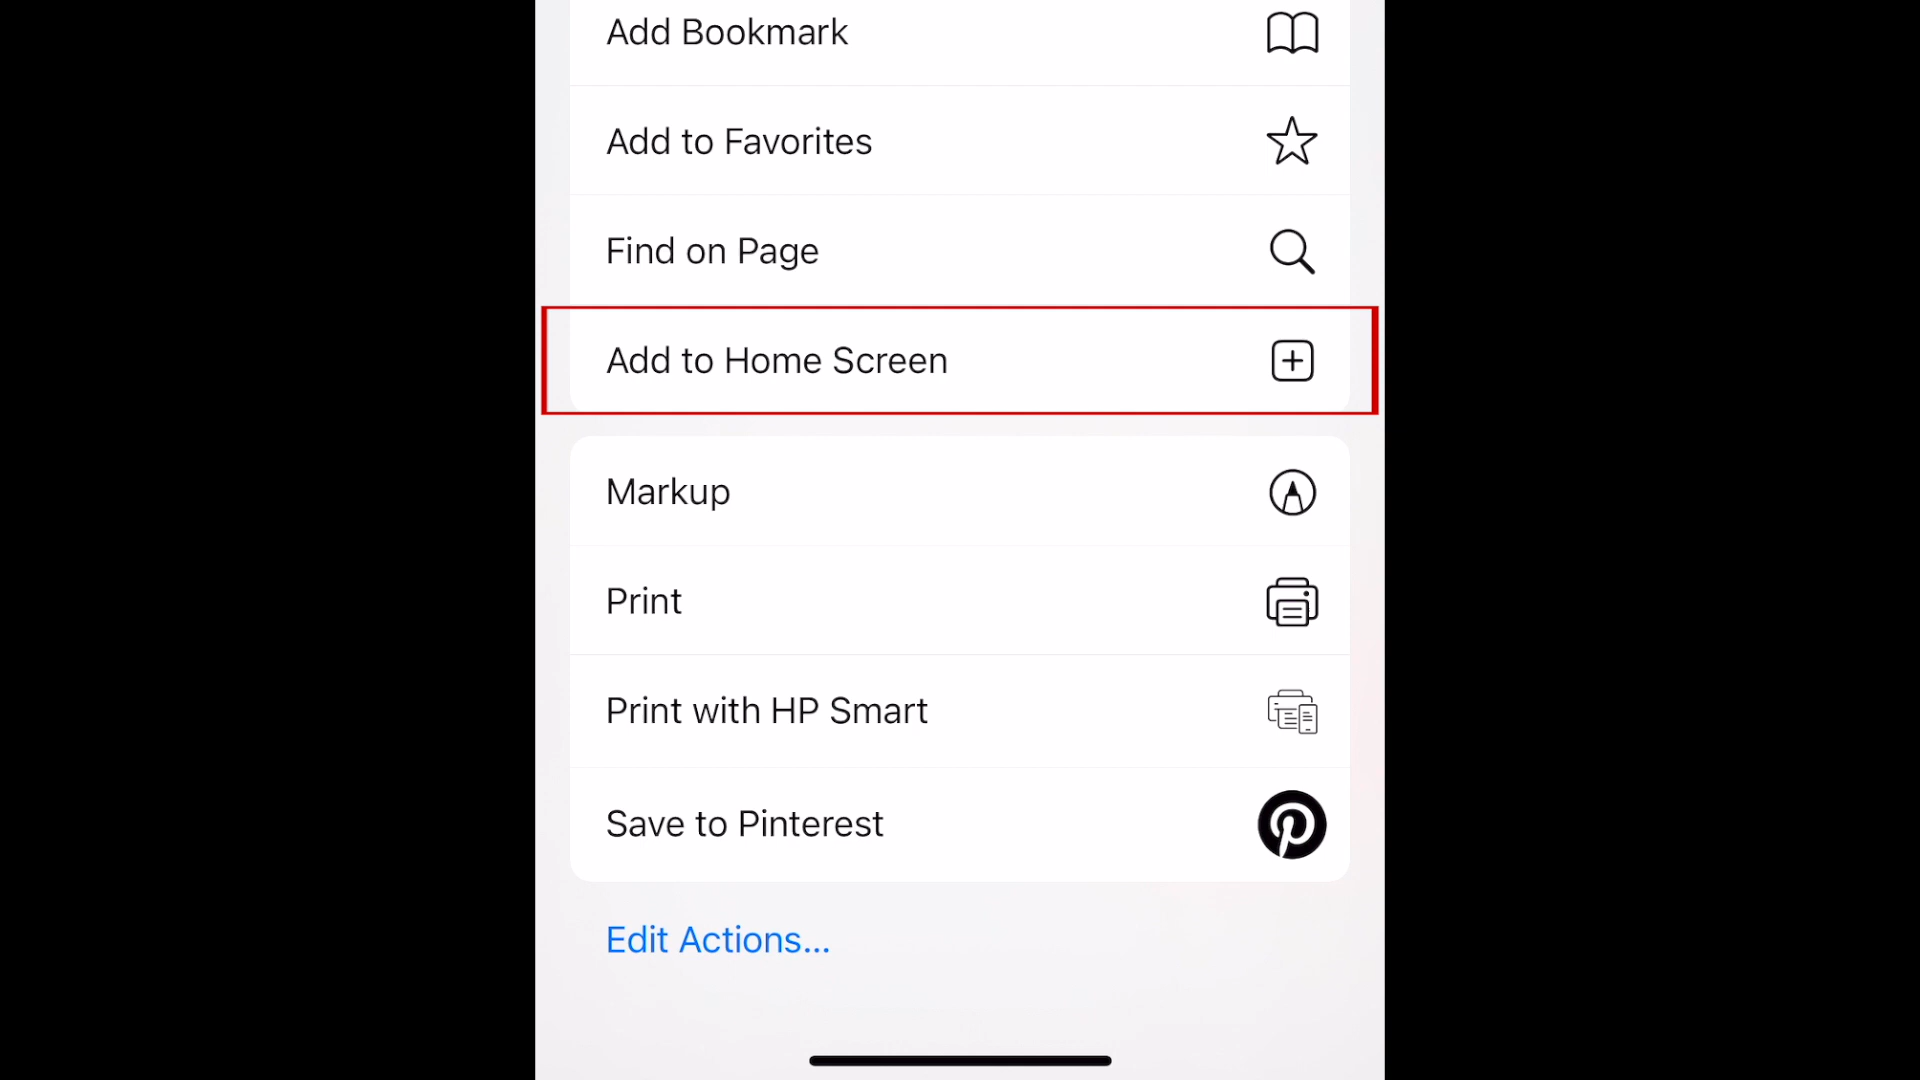 Add Bookmark
Add to Favorites
Find on Page
Add to Home Screen
Markup
Print
Print with HP Smart
Save to Pinterest
Edit Actions...